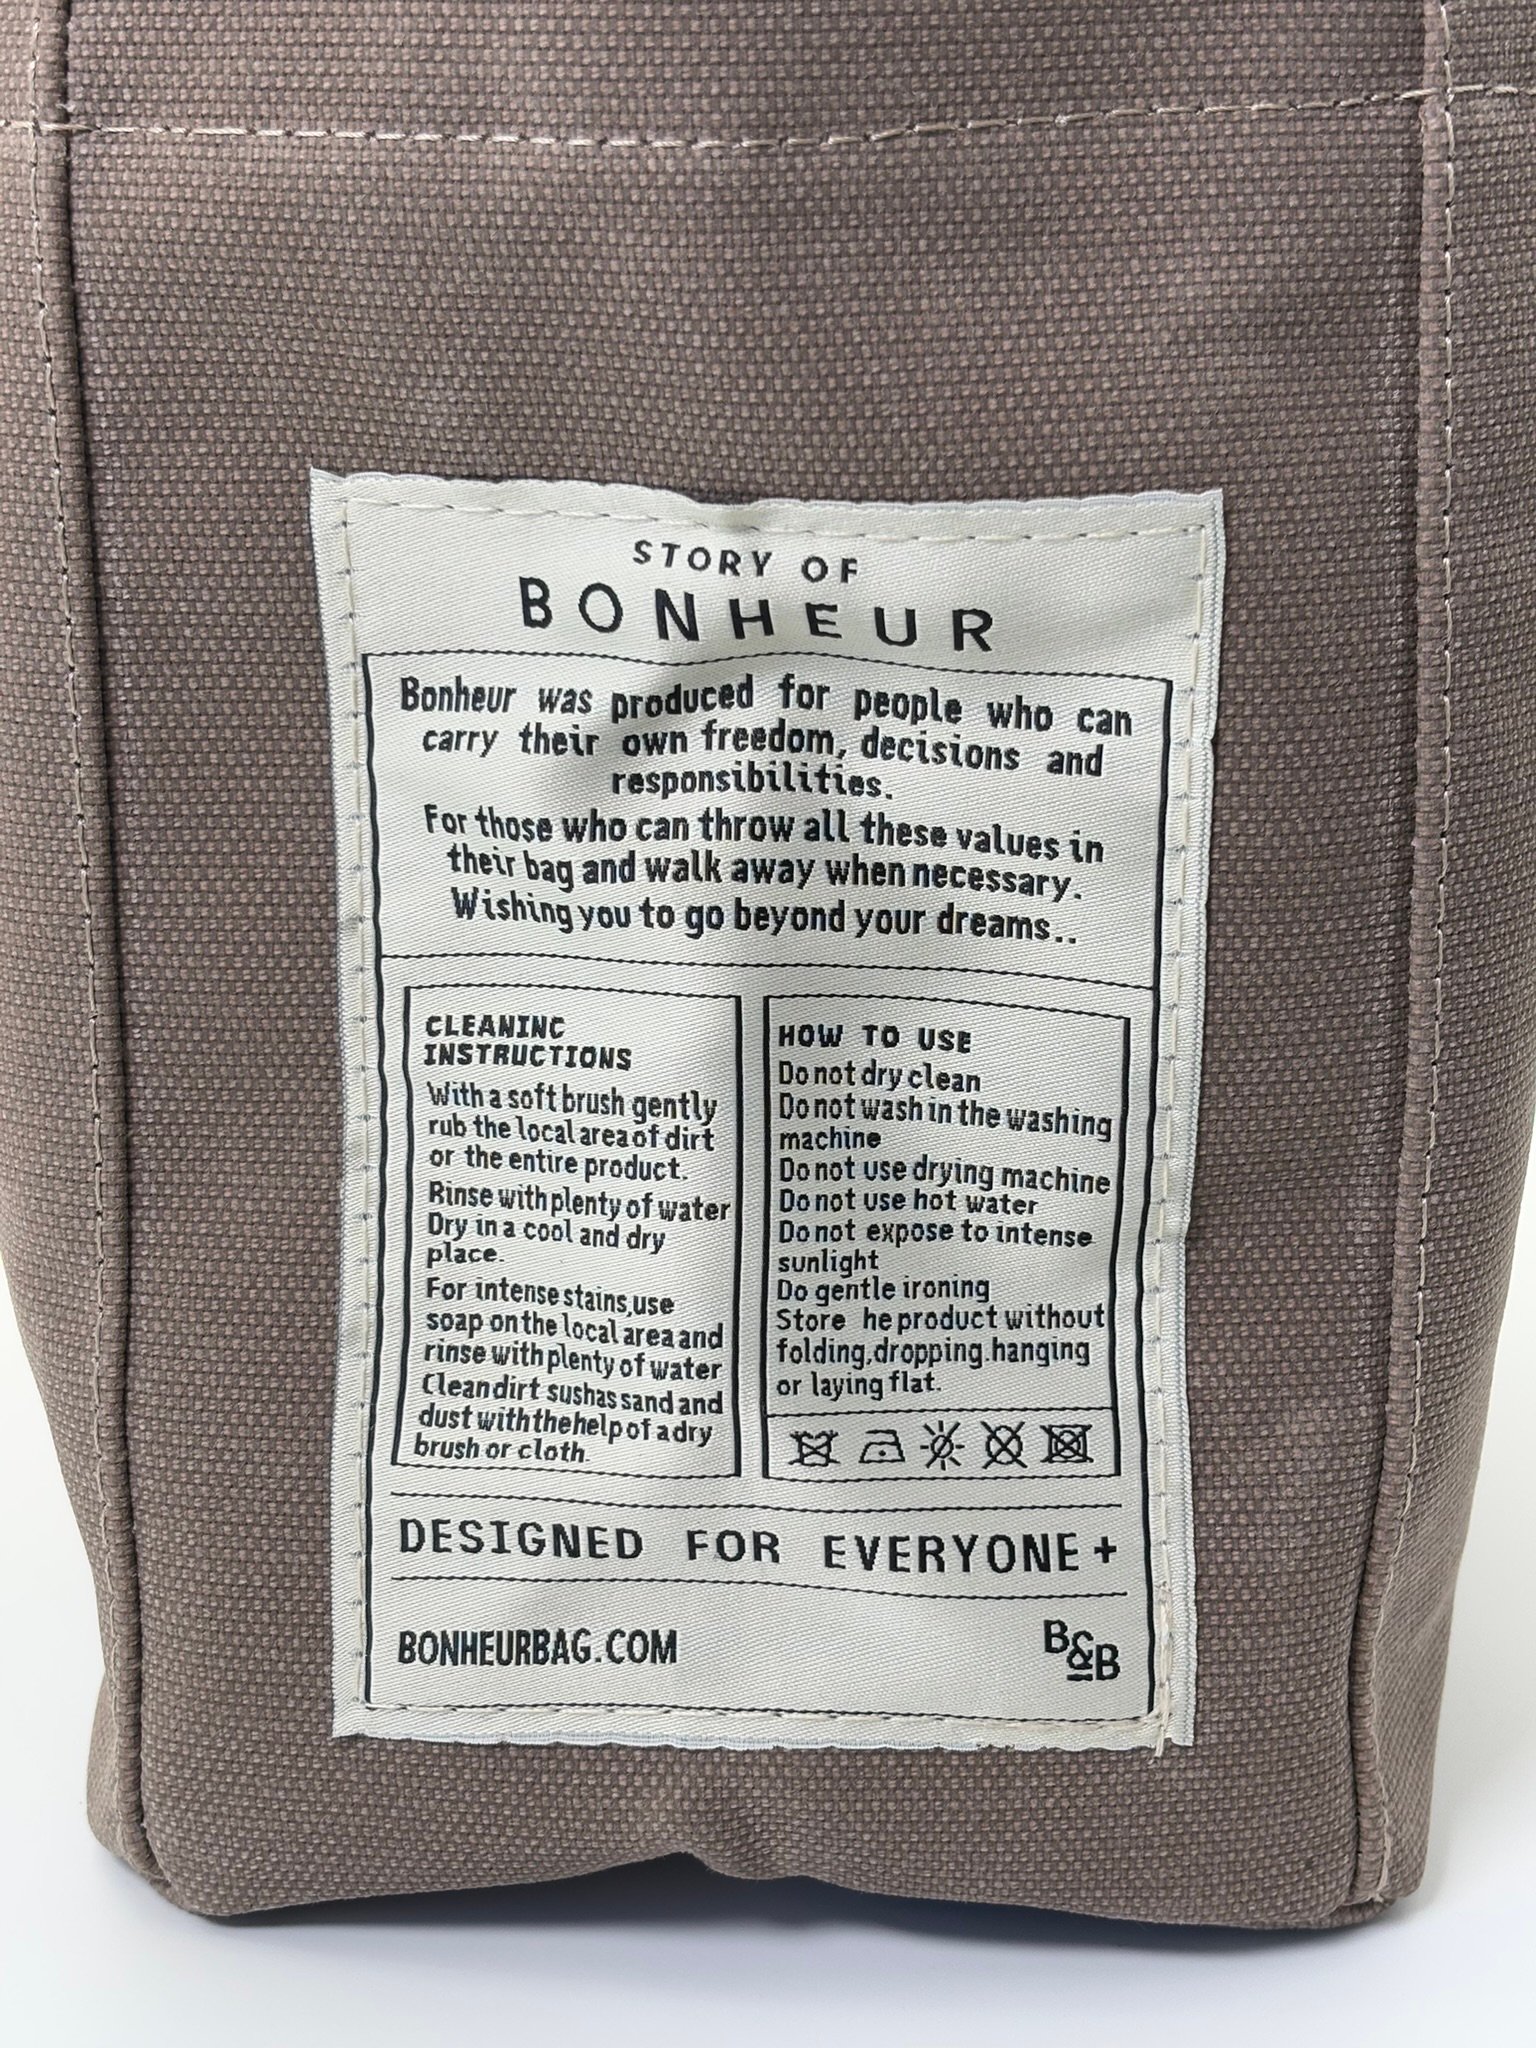 STORY OF
BONHEUR
Bonheur was produced for people who can
carry their own freedom, decisions and
responsibilities.
For those who can throw all these values in
their bag and walk away when necessary.
Wishing you to go beyond your dreams..
CLEANINC
INSTRUCTIONS
With a soft brush gently
rub the local area of dirt
or the entire product.
Rinse with plenty of water
Dry in a cool and dry
place.
For intense stains,use
soap on the local area and
rinse with plenty of water
Clean dirt sushas sand and
dust with the help of a dry
brush or cloth.
HOW TO USE
Do not dry clean
Do not wash in the washing
machine
Do not use drying machine
Do not use hot water
Do not expose to intense
sunlight
Do gentle ironing
Store he product without
folding,dropping.hanging
or laying flat.
DESIGNED FOR EVERYONE+
BONHEURBAG.COM
B&B